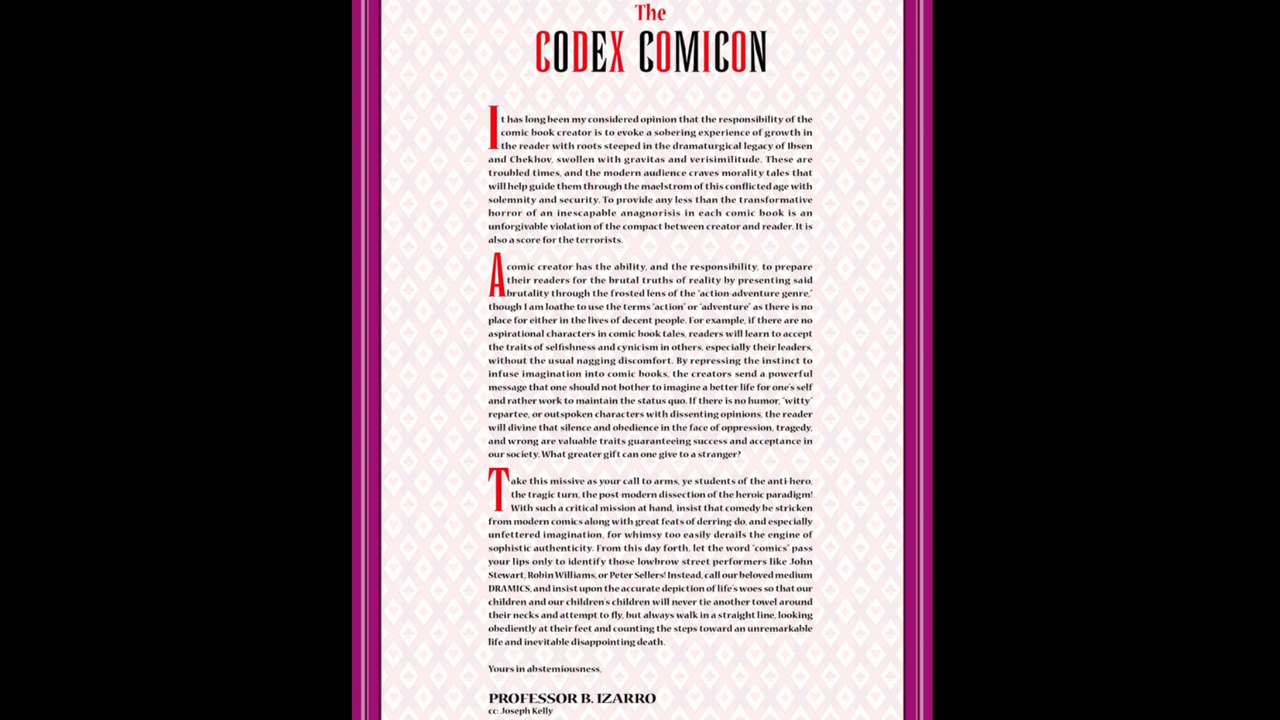 The
CODEX COMICON
It has long been my considered opinion that the responsibility of the
comic book creator is to evoke a sobering experience of growth in
the reader with roots steeped in the dramaturgical legacy of Ibsen
and Chekhov, swollen with gravitas and verisimilitude. These are
troubled times, and the modern audience craves morality tales that
will help guide them through the maelstrom of this conflicted age with
solemnity and security. To provide any less than the transformative
horror of an inescapable anagnorisis in each comic book is an
unforgivable violation of the compact between creator and reader. It is
also a score for the terrorists.
A comic creator has the ability, and the responsibility, to prepare
their readers for the brutal truths of reality by presenting said
brutality through the frosted lens of the "action-adventure genre,"
though I am loathe to use the terms "action" or "adventure" as there is no
place for either in the lives of decent people. For example, if there are no
aspirational characters in comic book tales, readers will learn to accept
the traits of selfishness and cynicism in others, especially their leaders,
without the usual nagging discomfort. By repressing the instinct to
infuse imagination into comic books, the creators send a powerful
message that one should not bother to imagine a better life for one's self
and rather work to maintain the status quo. If there is no humor, "witty"
repartee, or outspoken characters with dissenting opinions, the reader
will divine that silence and obedience in the face of oppression, tragedy,
and wrong are valuable traits guaranteeing success and acceptance in
our society. What greater gift can one give to a stranger?
Take this missive as your call to arms, ye students of the anti-hero,
the tragic turn, the post-modern dissection of the heroic paradigm!
With such a critical mission at hand, insist that comedy be stricken
from modern comics along with great feats of derring-do, and especially
unfettered imagination, for whimsy too easily derails the engine of
sophistic authenticity. From this day forth, let the word "comics" pass
your lips only to identify those lowbrow street performers like John
Stewart, Robin Williams, or Peter Sellers! Instead, call our beloved medium
DRAMICS, and insist upon the accurate depiction of life's woes so that our
children and our children's children will never tie another towel around
their necks and attempt to fly, but always walk in a straight line, looking
obediently at their feet and counting the steps toward an unremarkable
life and inevitable disappointing death.
Yours in abstemiousness,
PROFESSOR B. IZARRO
cc: Joseph Kelly